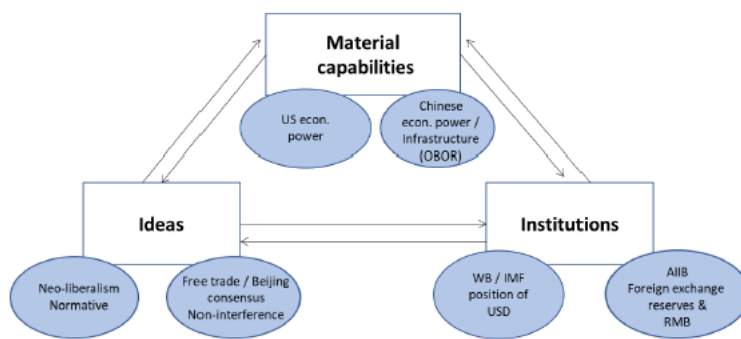 Material
capabilities
US econ.
power
Chinese
econ. power /
Infrastructure
(OBOR)
Ideas
Institutions
Neo-liberalism
Normative
Free trade / Beijing
consensus
Non-interference
WB / IMF
position of
USD
AIIB
Foreign exchange
reserves &
RMB